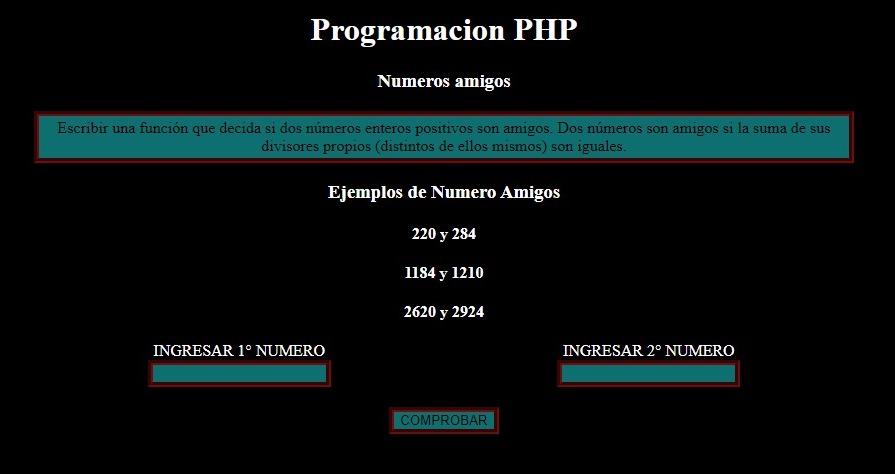 Programacion PHP
Numeros amigos
Escribir una función que decida si dos números enteros positivos son amigos. Dos números son amigos si la suma de sus
divisores propios (distintos de ellos mismos) son iguales.
Ejemplos de Numero Amigos
220 y 284
1184 y 1210
2620 y 2924
INGRESAR 1° NUMERO
INGRESAR 2° NUMERO
COMPROBAR